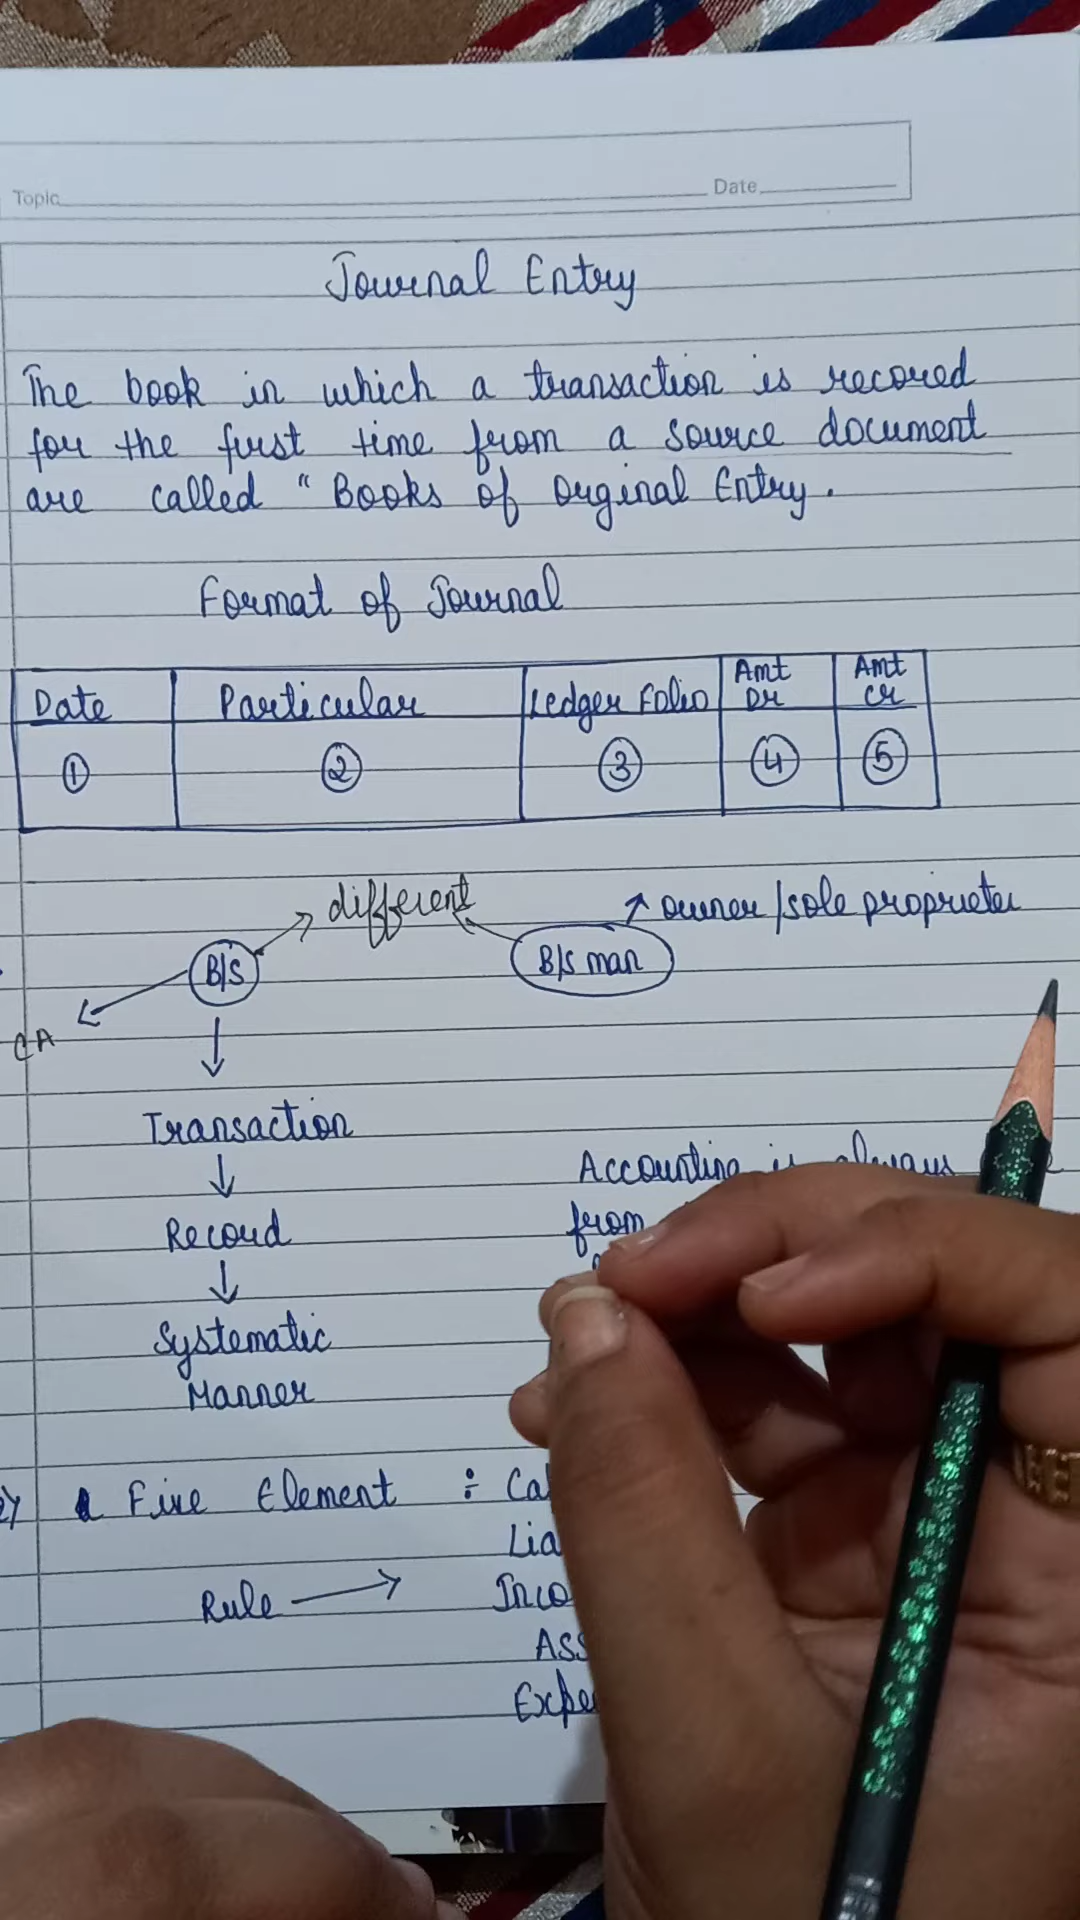 Topic Date
Journal Entry
The book in which a transaction is recored
for the first time from a source document
are called "Books of Orginal Entry.
Format of Journal
Date Particular Ledger Folio Amt Dr Amt Cr
1 2 3 4 5
different owner/sole proprieter
B/S B/S man
CA
Transaction
Accounting is always
Record from
Systematic
Manner
Five Element : Ca
Lia
Rule Inco
Ass
Expe